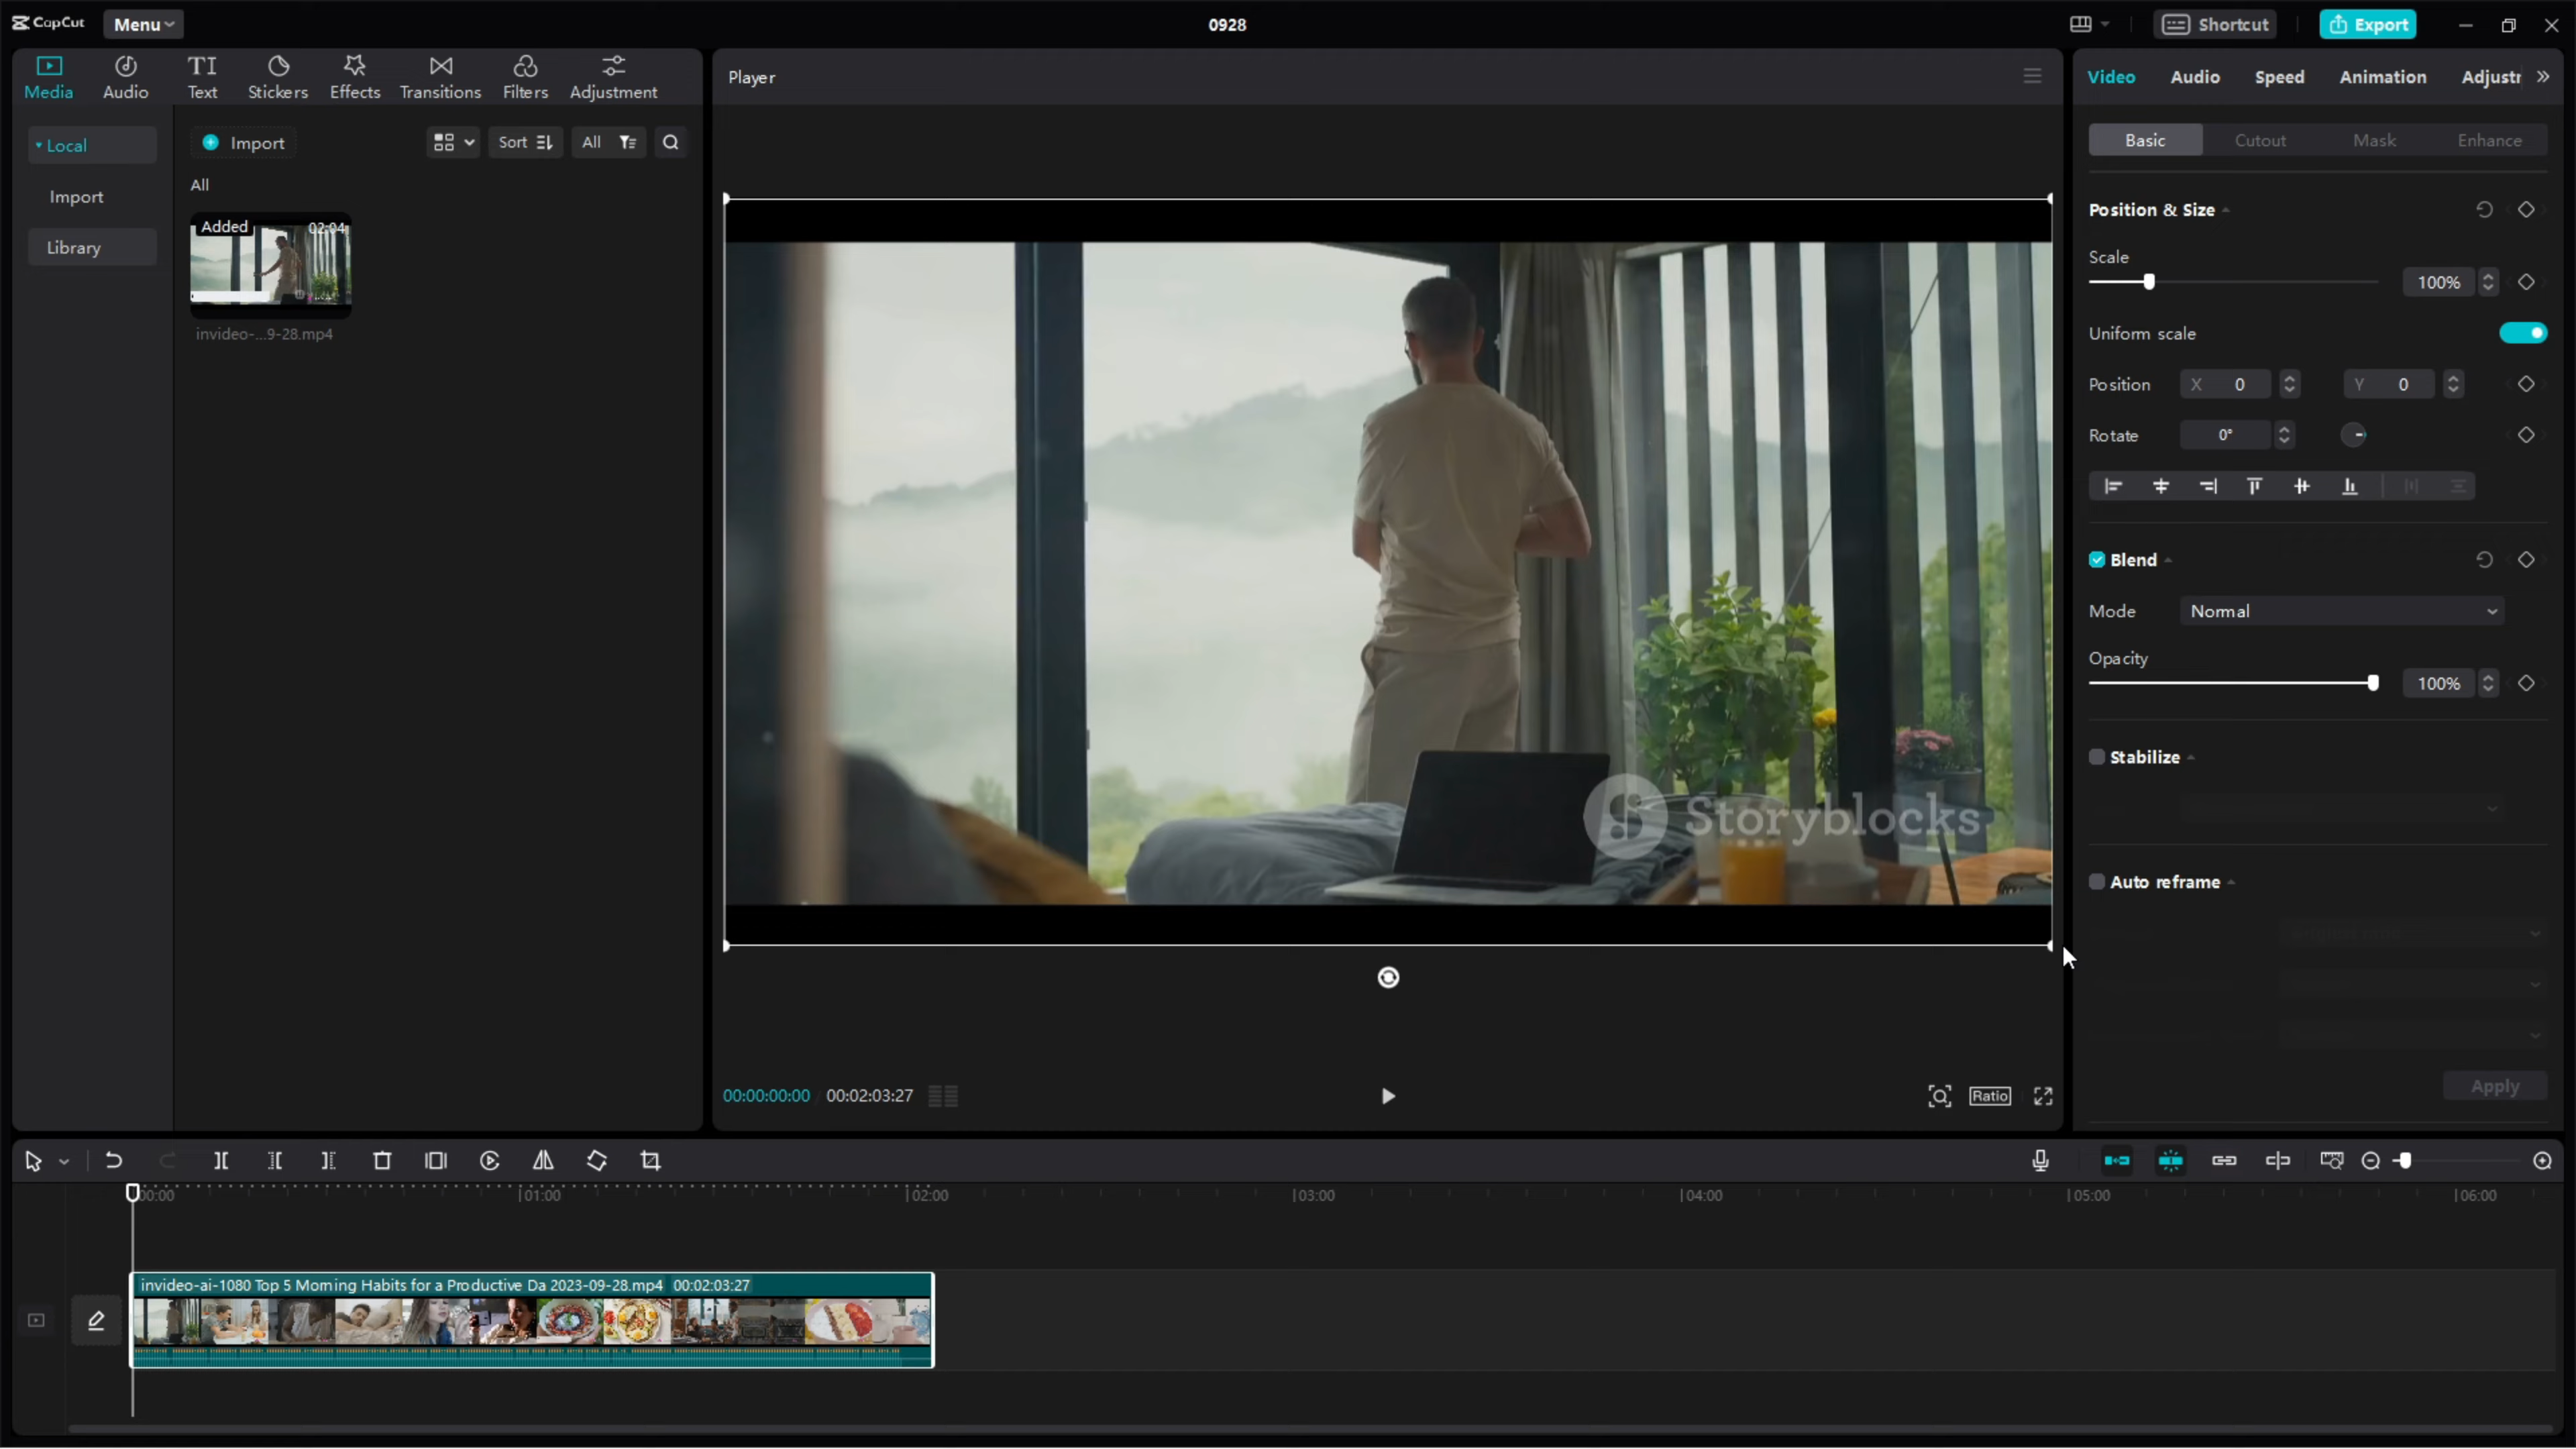 CapCut
Menu
0928
Shortcut
Export
Media
Audio
Text
Stickers
Effects
Transitions
Filters
Adjustment
Local
Import
Library
Import
Sort
All
All
Added
02:04
invideo-...9-28.mp4
Player
Storyblocks
00:00:00:00
00:02:03:27
Ratio
Video
Audio
Speed
Animation
Adjustr
Basic
Cutout
Mask
Enhance
Position & Size
Scale
100%
Uniform scale
Position X 0 Y 0
Rotate 0°
Blend
Mode Normal
Opacity
100%
Stabilize
Auto reframe
Apply
00:00
01:00
02:00
03:00
04:00
05:00
06:00
invideo-ai-1080 Top 5 Morning Habits for a Productive Da 2023-09-28.mp4 00:02:03:27